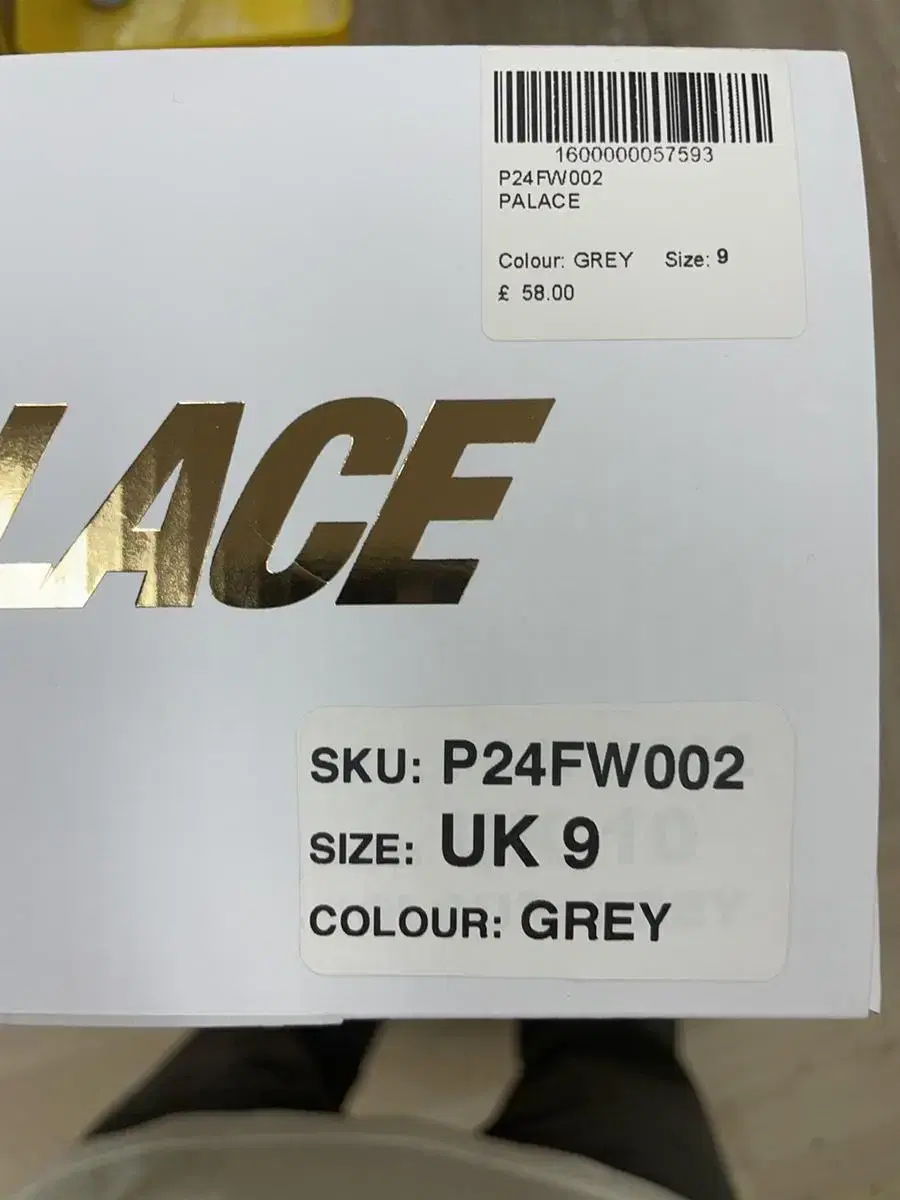 1600000057593
P24FW002
PALACE
Colour: GREY Size: 9
£ 58.00
LACE
SKU: P24FW002
SIZE: UK 9
COLOUR: GREY